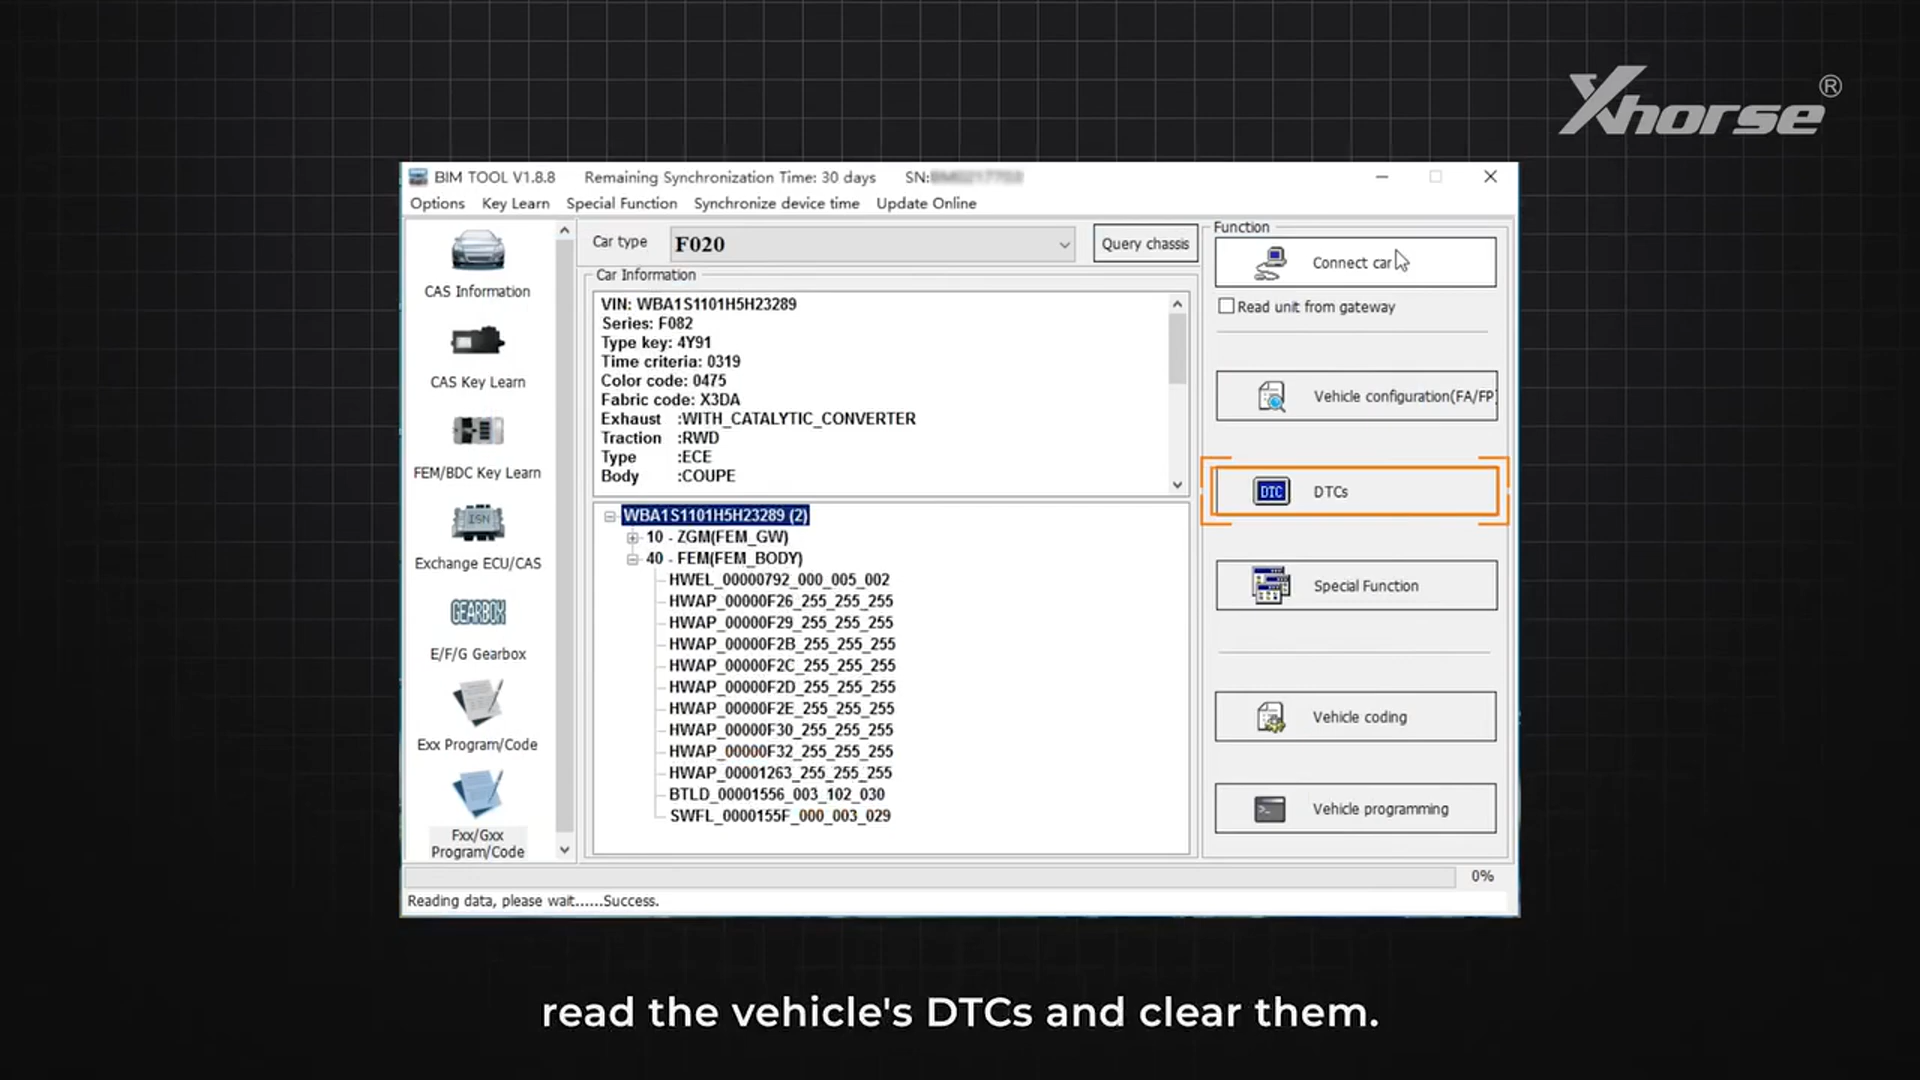 Xhorse®
BIM TOOL V1.8.8 Remaining Synchronization Time: 30 days SN:
Options Key Learn Special Function Synchronize device time Update Online
CAS Information
CAS Key Learn
FEM/BDC Key Learn
ISN
Exchange ECU/CAS
GEARBOX
E/F/G Gearbox
Exx Program/Code
Fxx/Gxx
Program/Code
Car type F020 Query chassis
Car Information
VIN: WBA1S1101H5H23289
Series: F082
Type key: 4Y91
Time criteria: 0319
Color code: 0475
Fabric code: X3DA
Exhaust :WITH_CATALYTIC_CONVERTER
Traction :RWD
Type :ECE
Body :COUPE
WBA1S1101H5H23289 (2)
10 - ZGM(FEM_GW)
40 - FEM(FEM_BODY)
HWEL_00000792_000_005_002
HWAP_00000F26_255_255_255
HWAP_00000F29_255_255_255
HWAP_00000F2B_255_255_255
HWAP_00000F2C_255_255_255
HWAP_00000F2D_255_255_255
HWAP_00000F2E_255_255_255
HWAP_00000F30_255_255_255
HWAP_00000F32_255_255_255
HWAP_00001263_255_255_255
BTLD_00001556_003_102_030
SWFL_0000155F_000_003_029
Function
Connect car
Read unit from gateway
Vehicle configuration(FA/FP
DTC DTCs
Special Function
Vehicle coding
Vehicle programming
0%
Reading data, please wait......Success.
read the vehicle's DTCs and clear them.